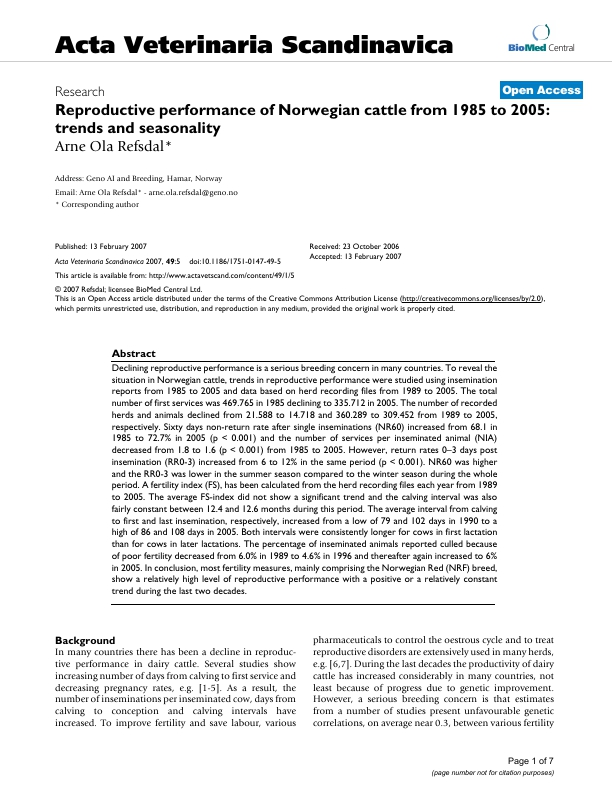 Acta Veterinaria Scandinavica
BioMed Central
Research
Open Access
Reproductive performance of Norwegian cattle from 1985 to 2005:
trends and seasonality
Arne Ola Refsdal*
Address: Geno AI and Breeding, Hamar, Norway
Email: Arne Ola Refsdal* - arne.ola.refsdal@geno.no
* Corresponding author
Published: 13 February 2007
Acta Veterinaria Scandinavica 2007, 49:5 doi:10.1186/1751-0147-49-5
Received: 23 October 2006
Accepted: 13 February 2007
This article is available from: http://www.actavetscand.com/content/49/1/5
© 2007 Refsdal; licensee BioMed Central Ltd.
This is an Open Access article distributed under the terms of the Creative Commons Attribution License (http://creativecommons.org/licenses/by/2.0),
which permits unrestricted use, distribution, and reproduction in any medium, provided the original work is properly cited.
Abstract
Declining reproductive performance is a serious breeding concern in many countries. To reveal the
situation in Norwegian cattle, trends in reproductive performance were studied using insemination
reports from 1985 to 2005 and data based on herd recording files from 1989 to 2005. The total
number of first services was 469.765 in 1985 declining to 335.712 in 2005. The number of recorded
herds and animals declined from 21.588 to 14.718 and 360.289 to 309.452 from 1989 to 2005,
respectively. Sixty days non-return rate after single inseminations (NR60) increased from 68.1 in
1985 to 72.7% in 2005 (p < 0.001) and the number of services per inseminated animal (NIA)
decreased from 1.8 to 1.6 (p < 0.001) from 1985 to 2005. However, return rates 0–3 days post
insemination (RR0-3) increased from 6 to 12% in the same period (p < 0.001). NR60 was higher
and the RR0-3 was lower in the summer season compared to the winter season during the whole
period. A fertility index (FS), has been calculated from the herd recording files each year from 1989
to 2005. The average FS-index did not show a significant trend and the calving interval was also
fairly constant between 12.4 and 12.6 months during this period. The average interval from calving
to first and last insemination, respectively, increased from a low of 79 and 102 days in 1990 to a
high of 86 and 108 days in 2005. Both intervals were consistently longer for cows in first lactation
than for cows in later lactations. The percentage of inseminated animals reported culled because
of poor fertility decreased from 6.0% in 1989 to 4.6% in 1996 and thereafter again increased to 6%
in 2005. In conclusion, most fertility measures, mainly comprising the Norwegian Red (NRF) breed,
show a relatively high level of reproductive performance with a positive or a relatively constant
trend during the last two decades.
Background
In many countries there has been a decline in reproduc-
tive performance in dairy cattle. Several studies show
increasing number of days from calving to first service and
decreasing pregnancy rates, e.g. [1-5]. As a result, the
number of inseminations per inseminated cow, days from
calving to conception and calving intervals have
increased. To improve fertility and save labour, various
pharmaceuticals to control the oestrous cycle and to treat
reproductive disorders are extensively used in many herds,
e.g. [6,7]. During the last decades the productivity of dairy
cattle has increased considerably in many countries, not
least because of progress due to genetic improvement.
However, a serious breeding concern is that estimates
from a number of studies present unfavourable genetic
correlations, on average near 0.3, between various fertility
Page 1 of 7
(page number not for citation purposes)